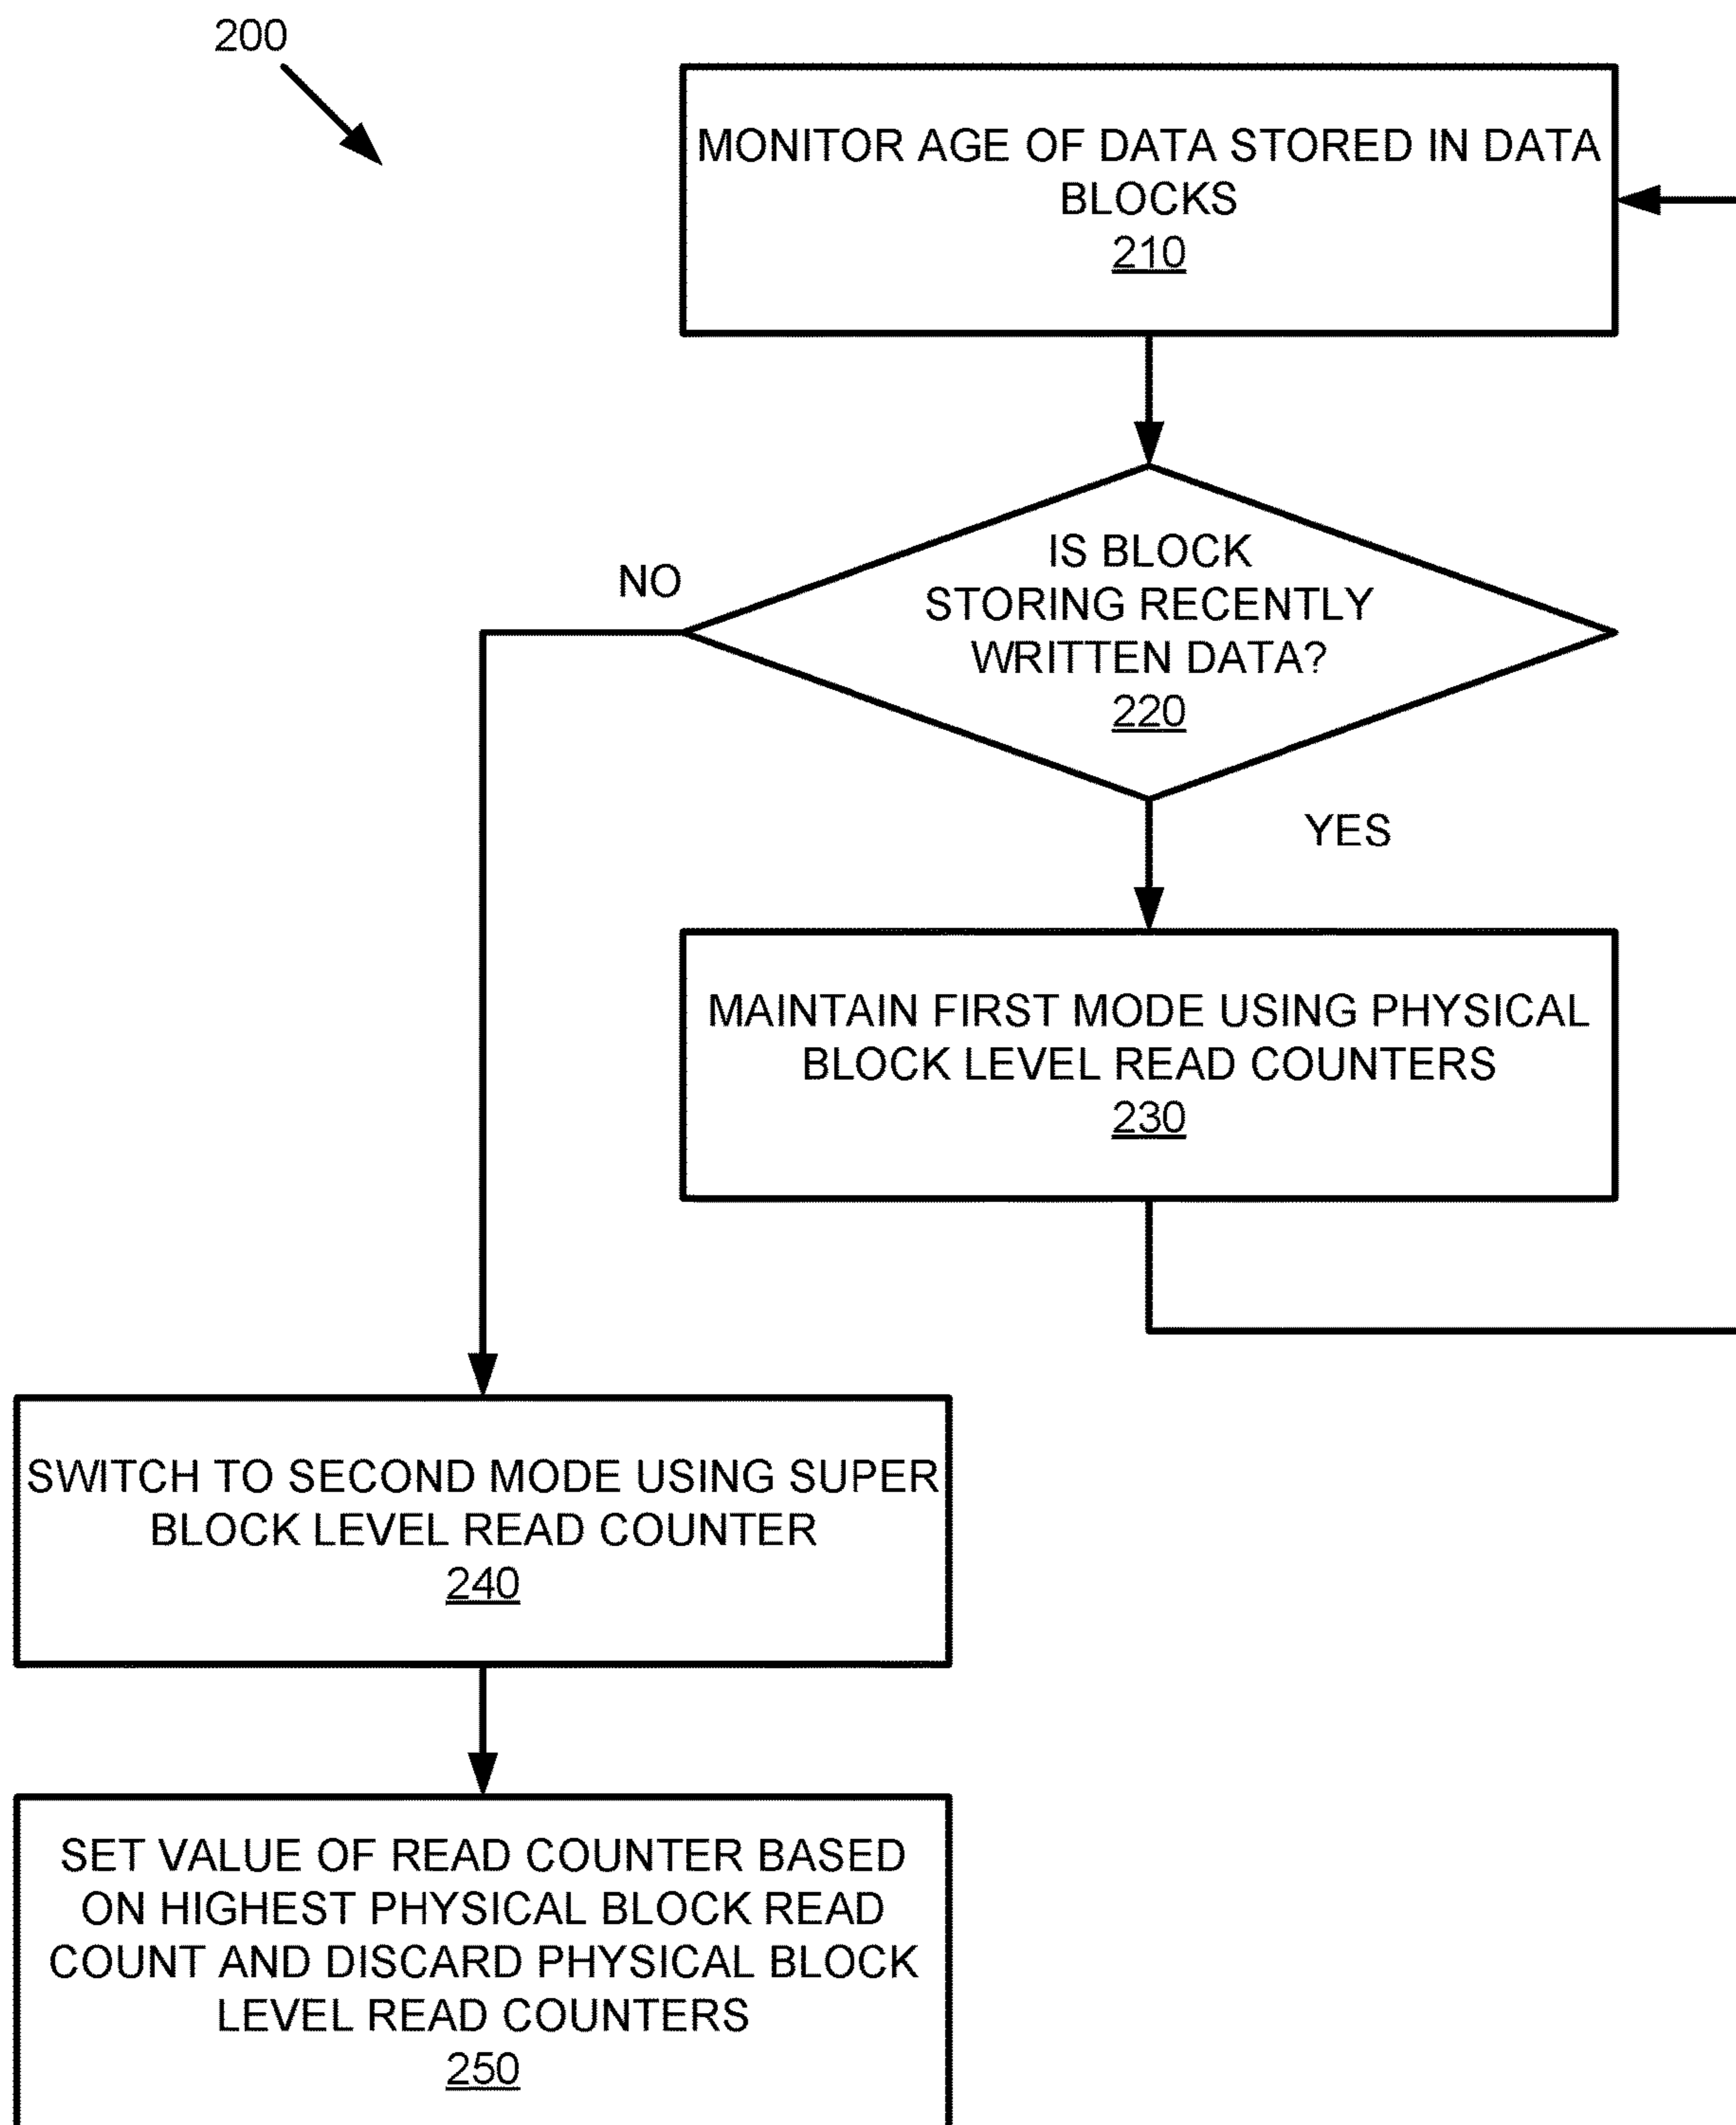 200
MONITOR AGE OF DATA STORED IN DATA
BLOCKS
210
IS BLOCK
STORING RECENTLY
WRITTEN DATA?
220
NO
YES
MAINTAIN FIRST MODE USING PHYSICAL
BLOCK LEVEL READ COUNTERS
230
SWITCH TO SECOND MODE USING SUPER
BLOCK LEVEL READ COUNTER
240
SET VALUE OF READ COUNTER BASED
ON HIGHEST PHYSICAL BLOCK READ
COUNT AND DISCARD PHYSICAL BLOCK
LEVEL READ COUNTERS
250